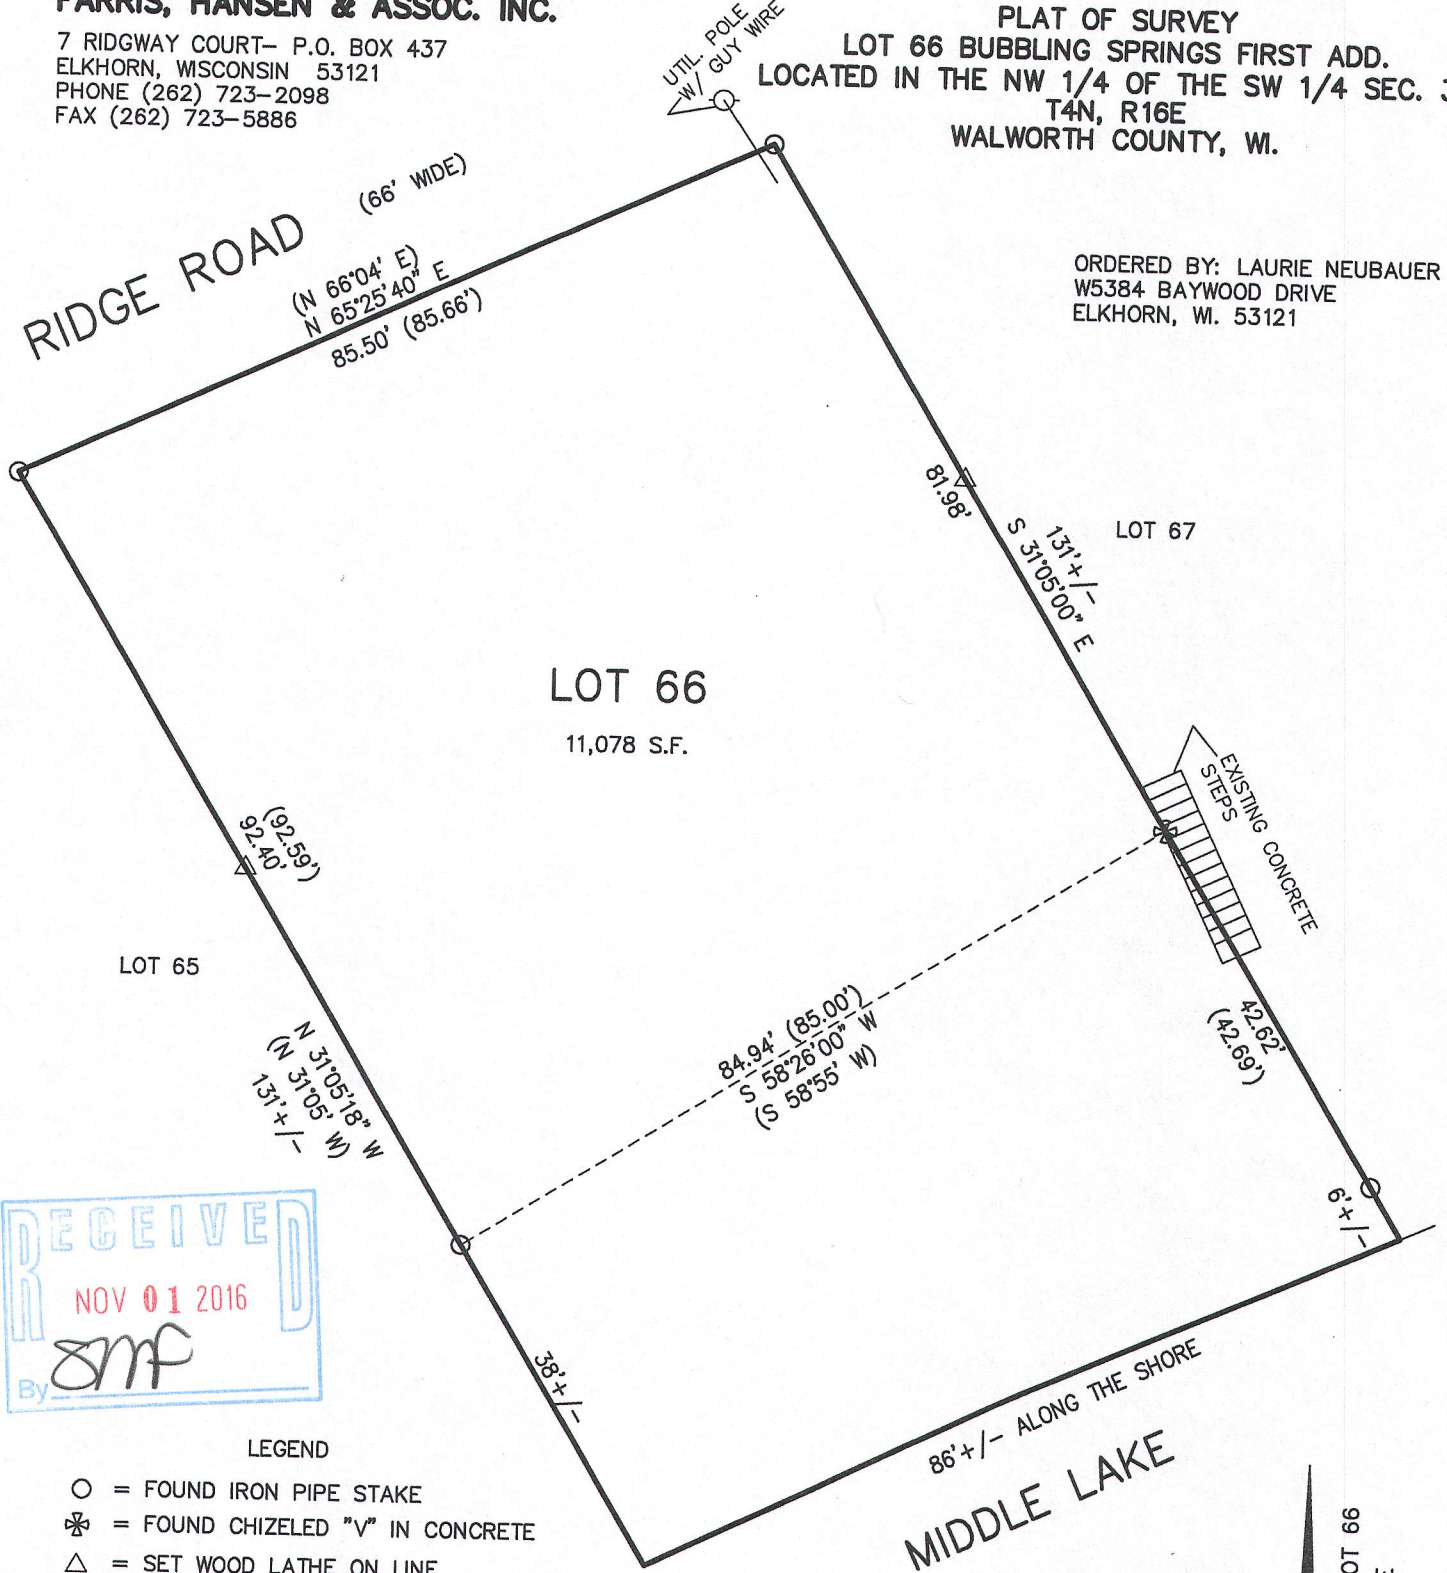 FARRIS, HANSEN & ASSOC. INC.
7 RIDGWAY COURT– P.O. BOX 437
ELKHORN, WISCONSIN 53121
PHONE (262) 723–2098
FAX (262) 723–5886
UTIL. POLE
W/ GUY WIRE
PLAT OF SURVEY
LOT 66 BUBBLING SPRINGS FIRST ADD.
LOCATED IN THE NW 1/4 OF THE SW 1/4 SEC.
T4N, R16E
WALWORTH COUNTY, WI.
ORDERED BY: LAURIE NEUBAUER
W5384 BAYWOOD DRIVE
ELKHORN, WI. 53121
RIDGE ROAD
(66' WIDE)
(N 66°04' E)
N 65°25'40" E
85.50' (85.66')
81.98'
131'+/-
S 31°05'00" E
LOT 67
LOT 66
11,078 S.F.
EXISTING CONCRETE
STEPS
(92.59')
92.40'
LOT 65
84.94' (85.00')
S 58°26'00" W
(S 58°55' W)
42.62'
(42.69')
N 31°05'18" W
(N 31°05' W)
131'+/-
6'+/-
RECEIVED
NOV 01 2016
By SMF
38'+/-
86'+/- ALONG THE SHORE
MIDDLE LAKE
LEGEND
○ = FOUND IRON PIPE STAKE
= FOUND CHIZELED "V" IN CONCRETE
△ = SET WOOD LATHE ON LINE
OT 66